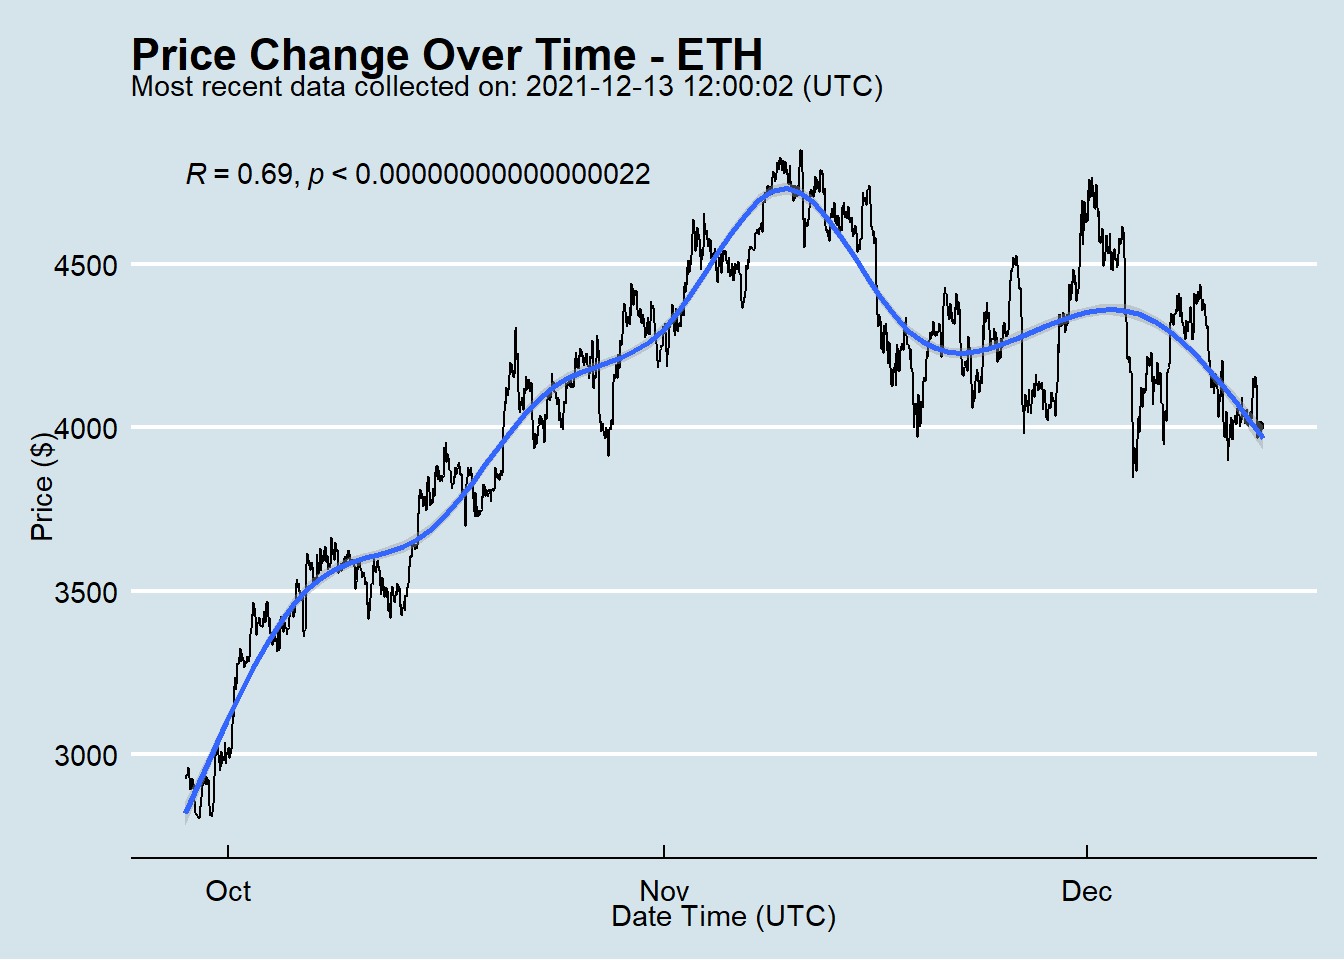 Price Change Over Time - ETH
Most recent data collected on: 2021-12-13 12:00:02 (UTC)
R = 0.69, p < 0.00000000000000022
4500
4000
3500
3000
Price ($)
Oct
Nov
Dec
Date Time (UTC)